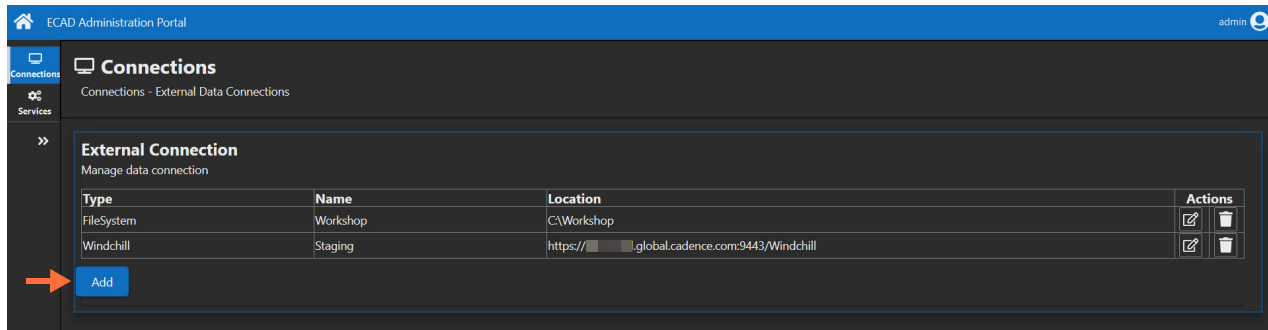 ECAD Administration Portal
admin
Connections
Services
Connections
Connections - External Data Connections
External Connection
Manage data connection
Type Name Location Actions
FileSystem Workshop C:\Workshop
Windchill Staging https:// .global.cadence.com:9443/Windchill
Add